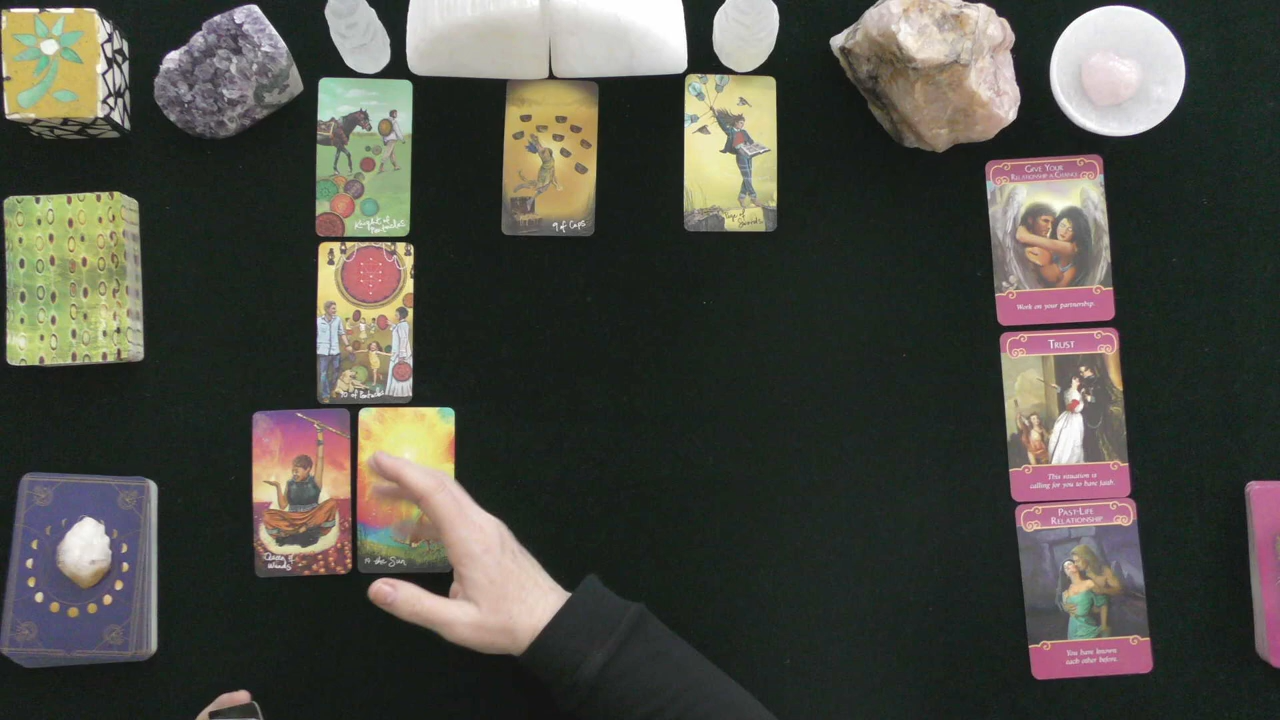 Knight of
Pentacles
9 of Cups
Page of
Swords
10 of Pentacles
Queen of
Wands
19 the Sun
GIVE YOUR
RELATIONSHIP A CHANCE
Work on your partnership.
TRUST
This situation is
calling for you to have faith.
PAST-LIFE
RELATIONSHIP
You have known
each other before.